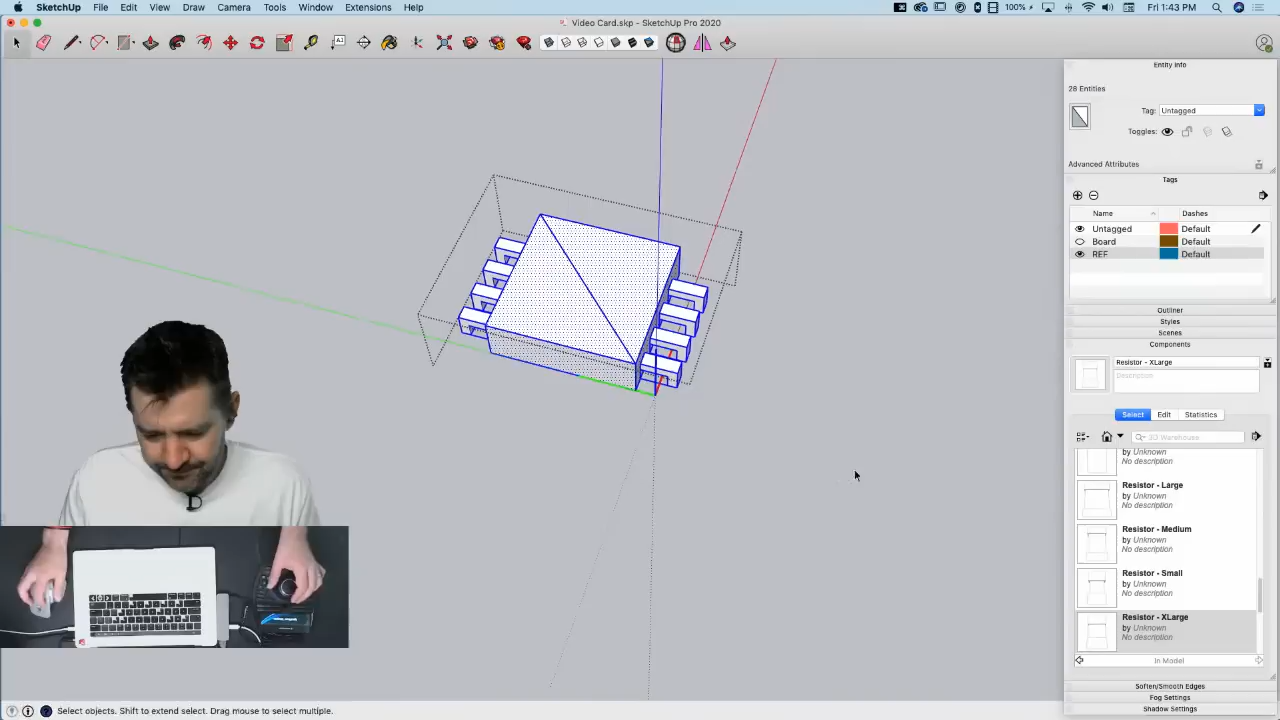 SketchUp File Edit View Draw Camera Tools Window Extensions Help
100% Fri 1:43 PM
Video Card.skp - SketchUp Pro 2020
Entity Info
28 Entities
Tag: Untagged
Toggles:
Advanced Attributes
Tags
Name Dashes
Untagged Default
Board Default
REF Default
Outliner
Styles
Scenes
Components
Resistor - XLarge
Description
Select Edit Statistics
3D Warehouse
by Unknown
No description
Resistor - Large
by Unknown
No description
Resistor - Medium
by Unknown
No description
Resistor - Small
by Unknown
No description
Resistor - XLarge
by Unknown
No description
In Model
Soften/Smooth Edges
Fog Settings
Shadow Settings
Select objects. Shift to extend select. Drag mouse to select multiple.